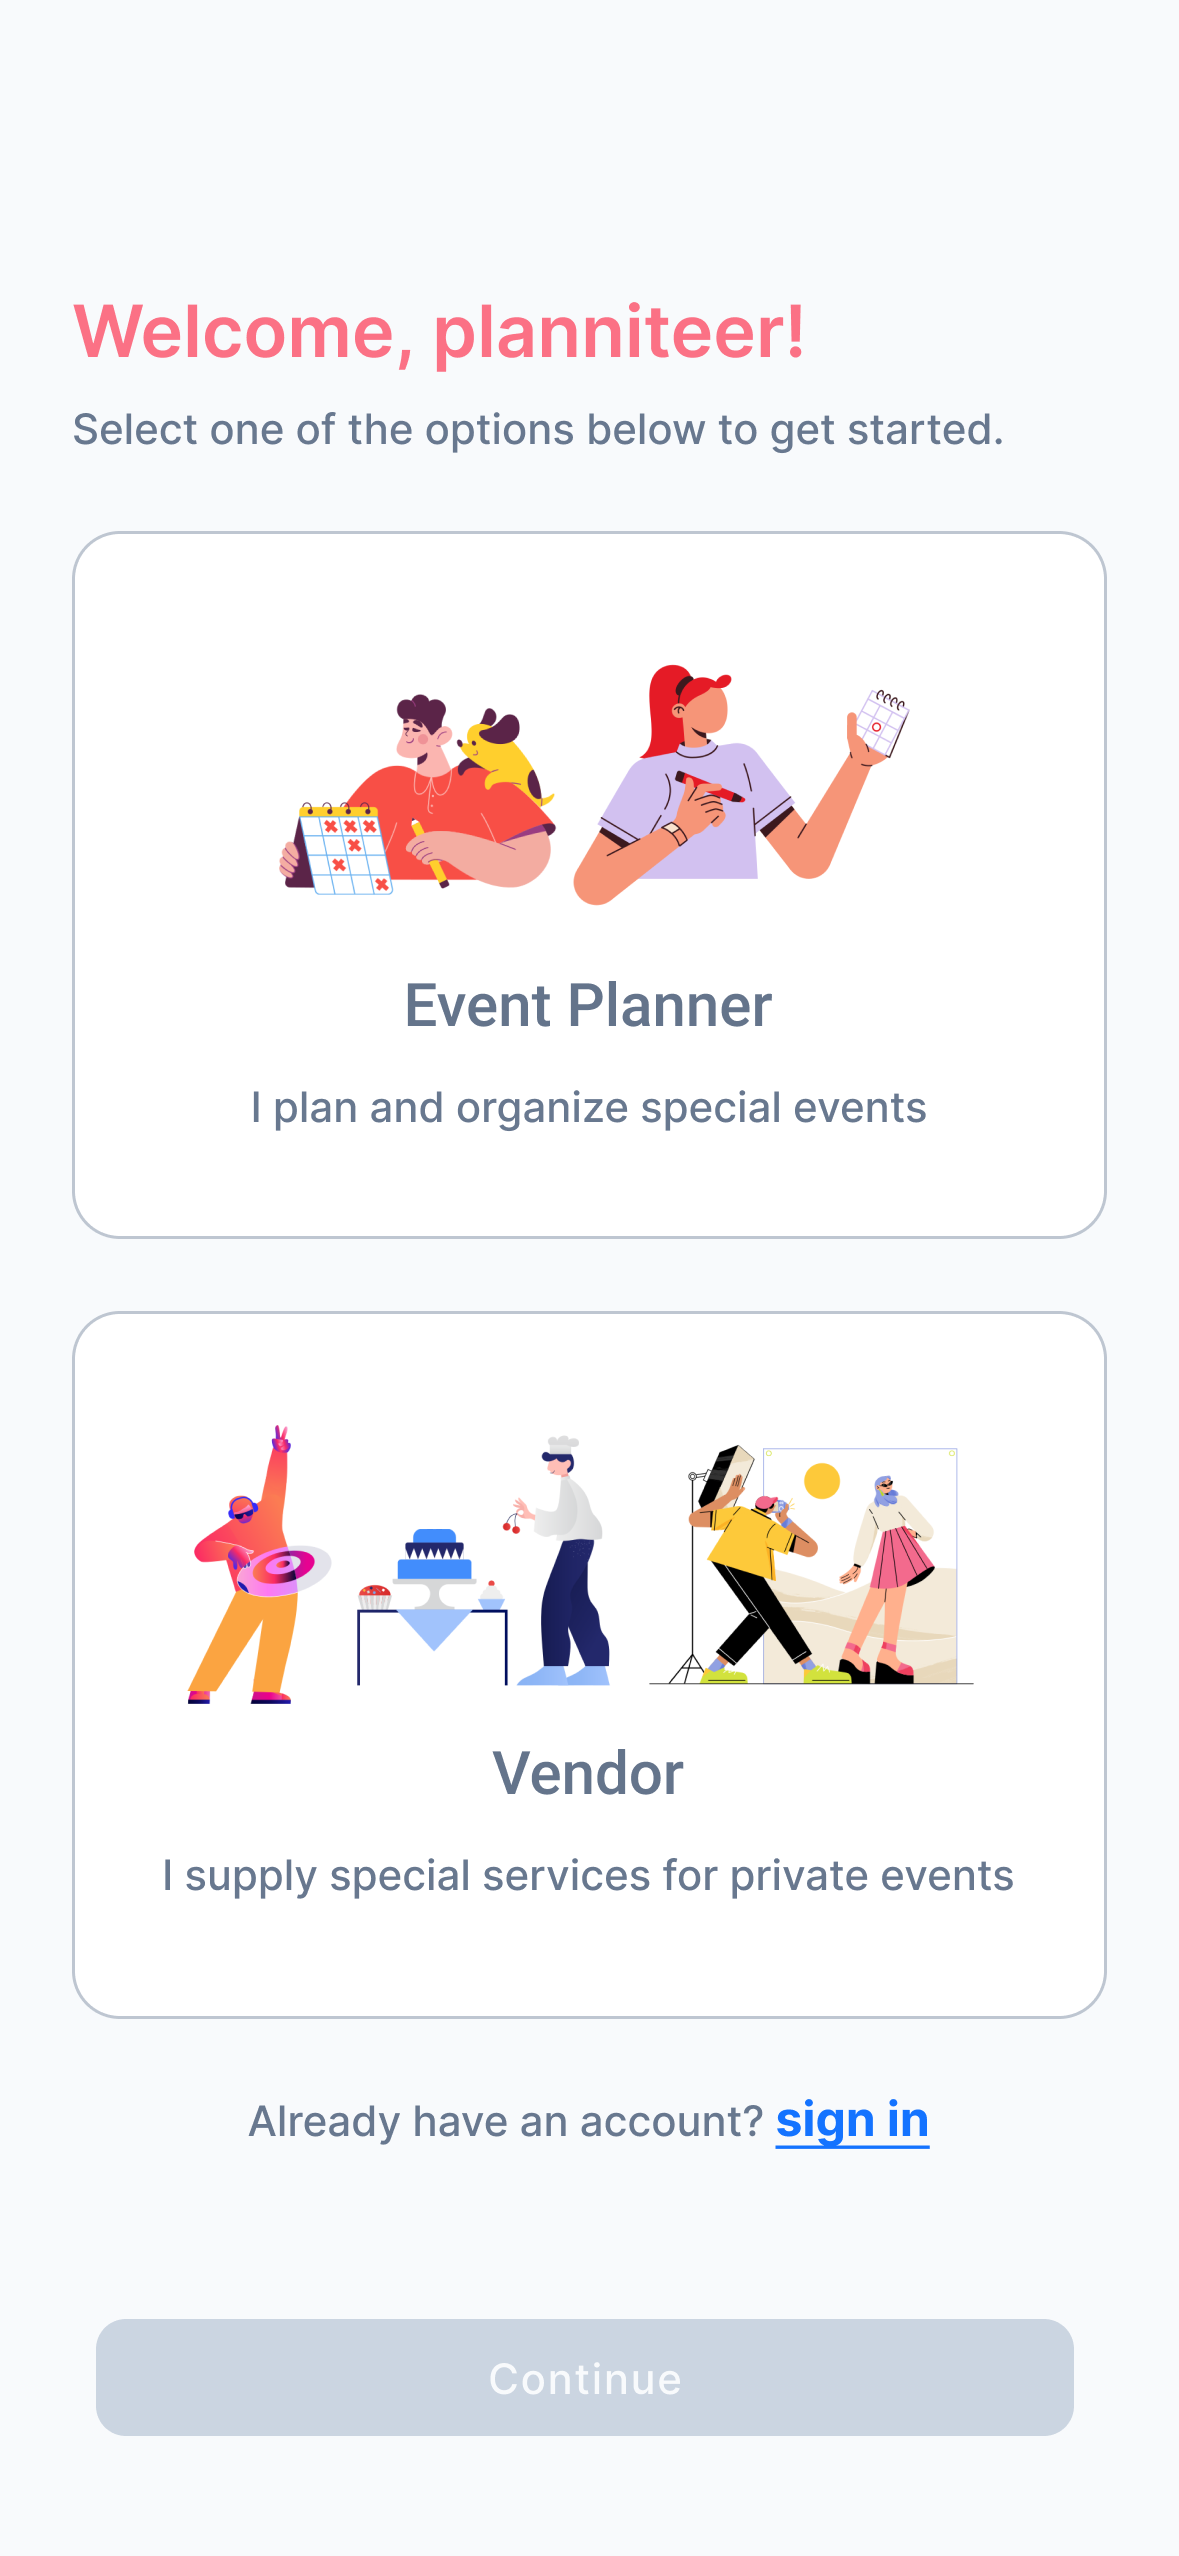 Welcome, planniteer!
Select one of the options below to get started.
Event Planner
I plan and organize special events
Vendor
I supply special services for private events
Already have an account? sign in
Continue